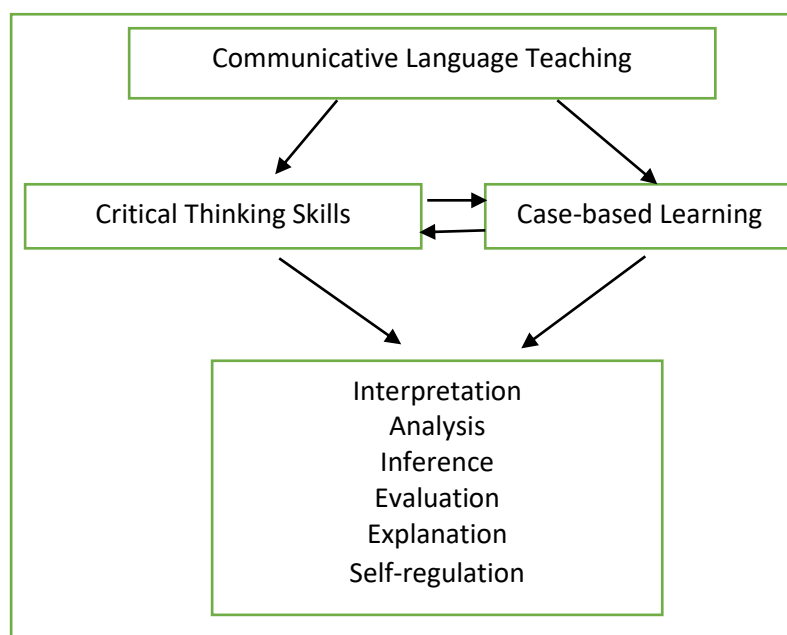 Communicative Language Teaching
Critical Thinking Skills
Case-based Learning
Interpretation
Analysis
Inference
Evaluation
Explanation
Self-regulation